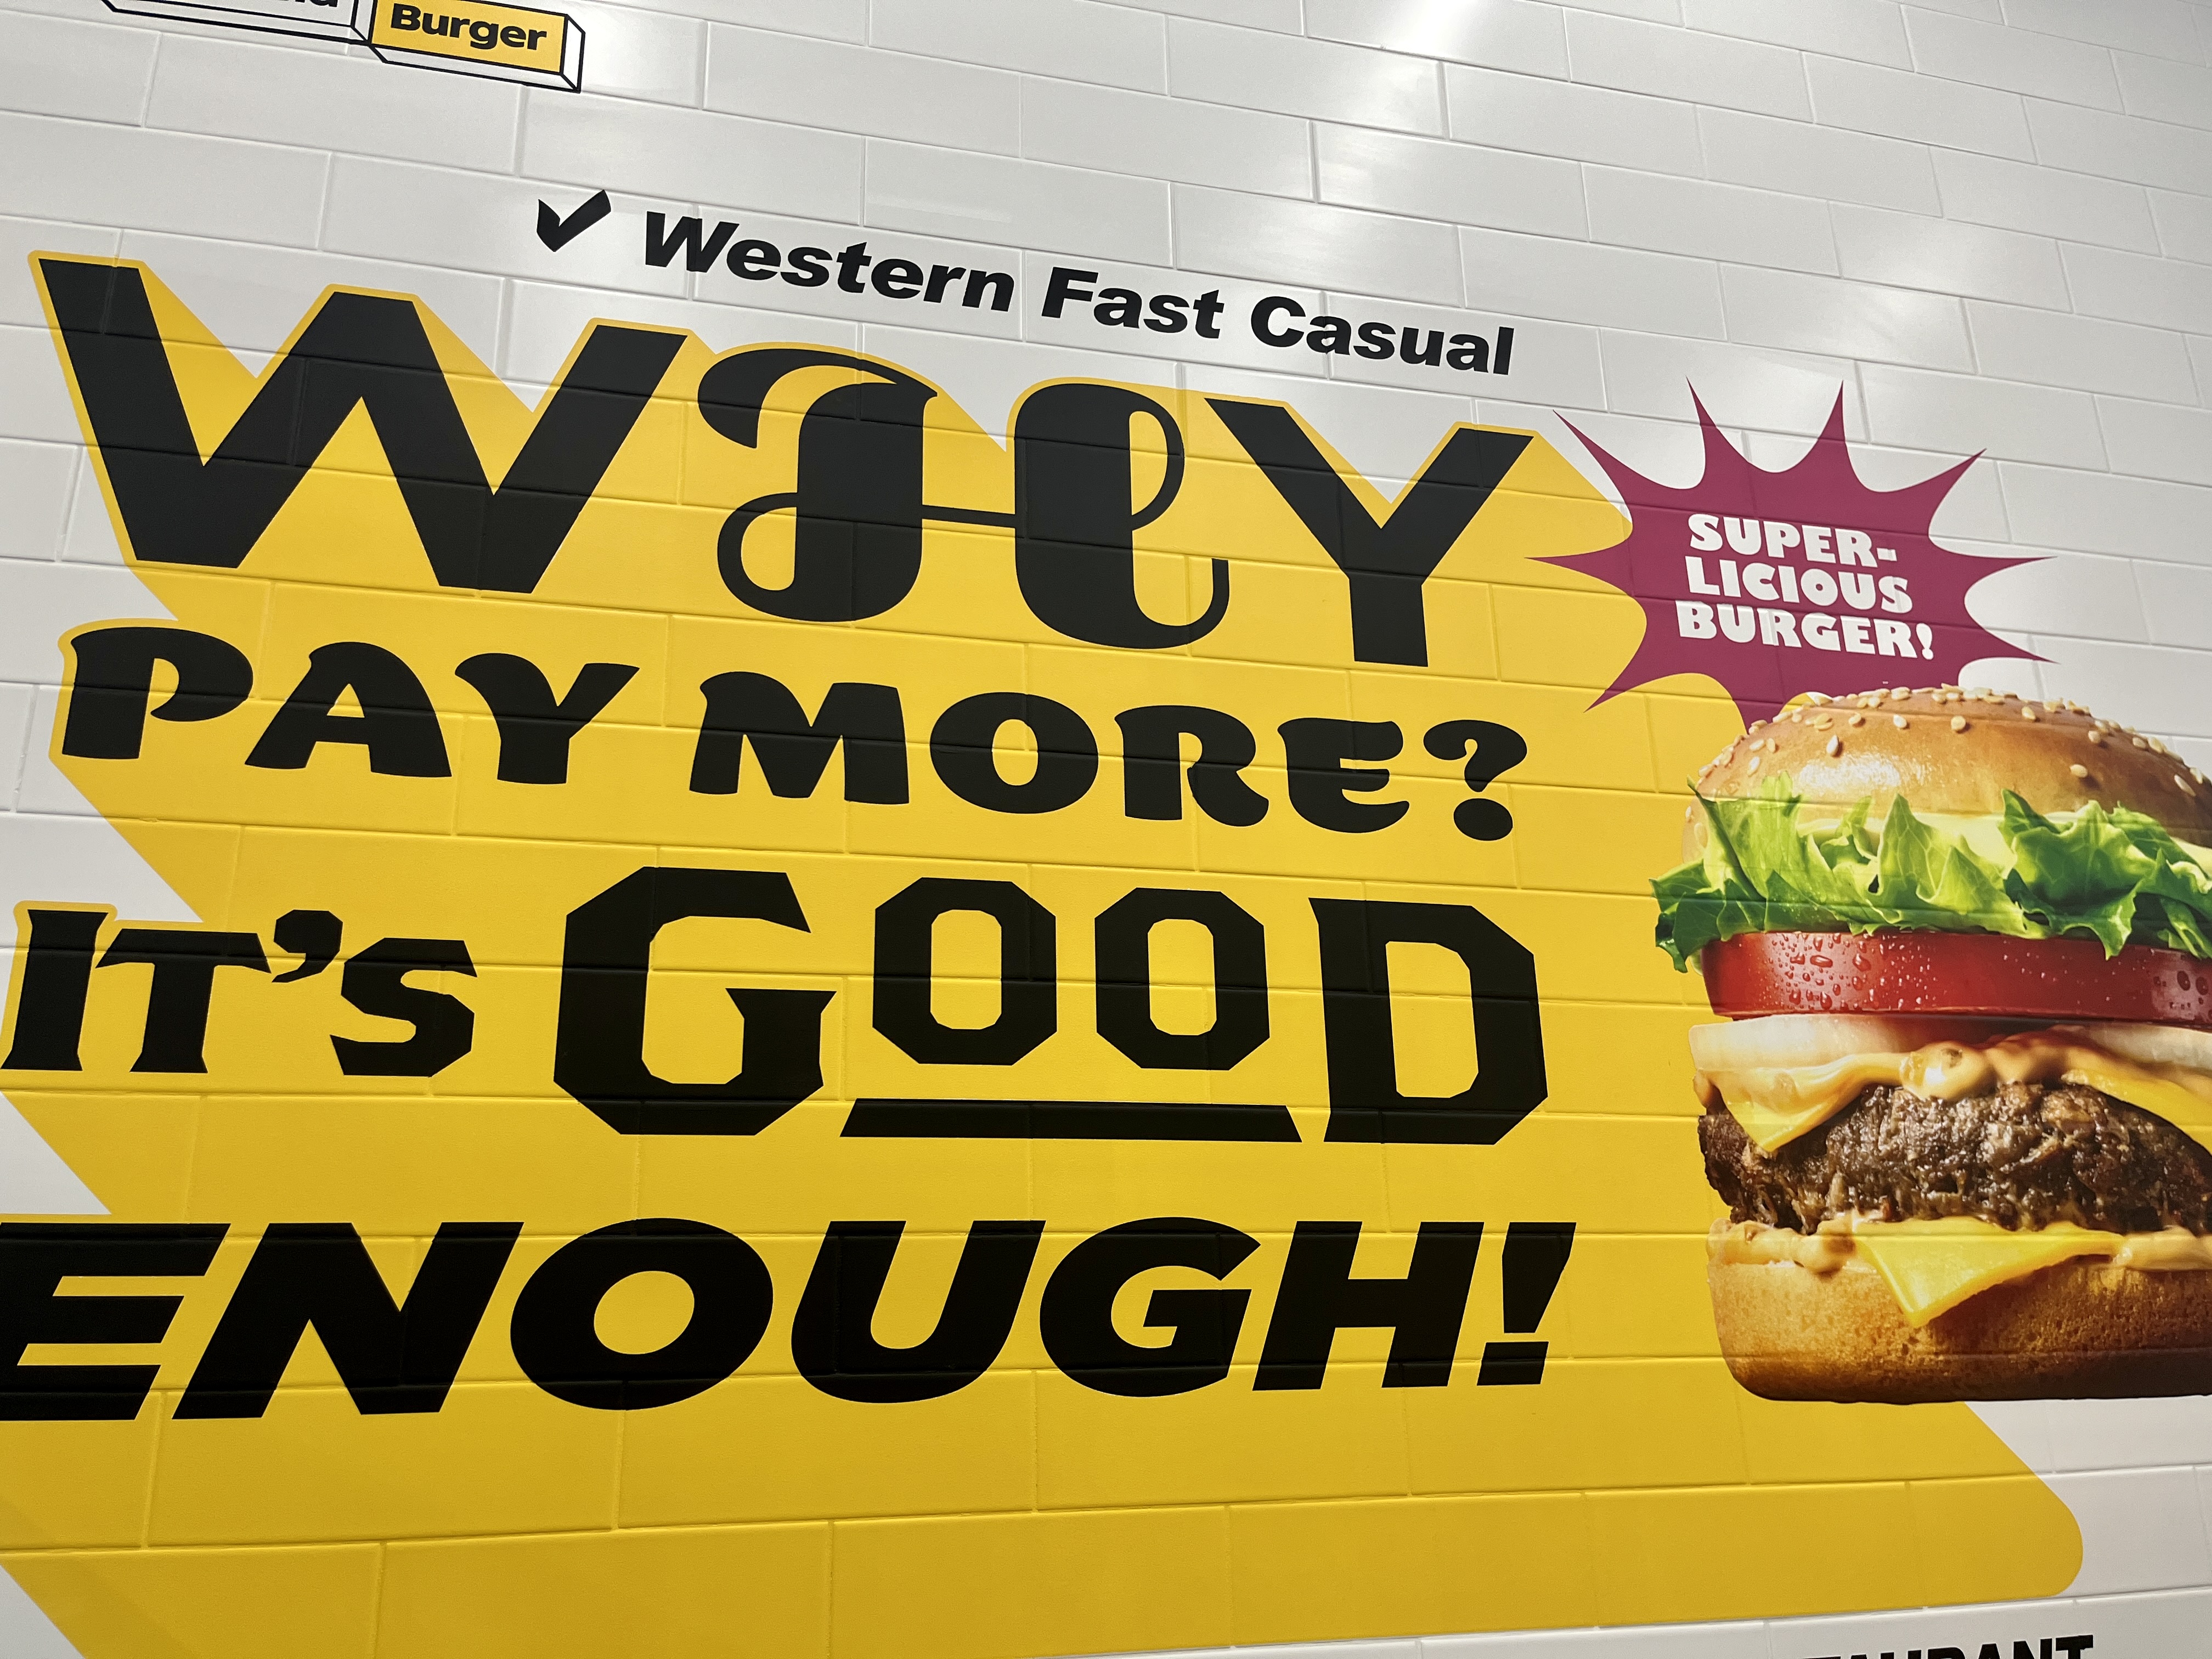 Burger
✓ Western Fast Casual
WHY
PAY MORE?
IT'S GOOD
ENOUGH!
SUPER-
LICIOUS
BURGER!